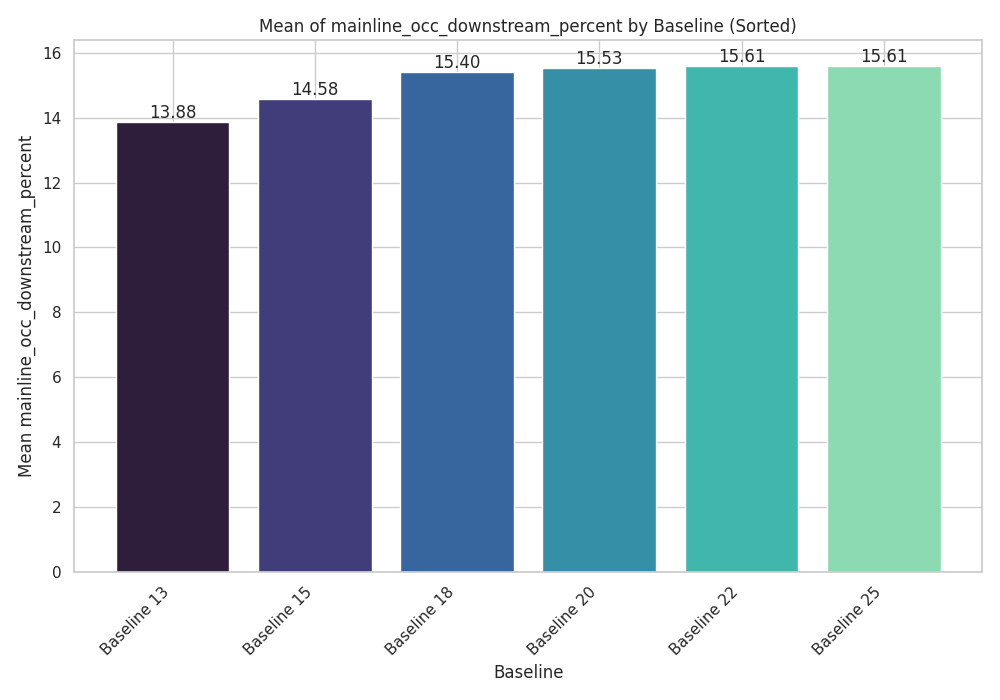 Mean of mainline_occ_downstream_percent by Baseline (Sorted)
Mean mainline_occ_downstream_percent
16
14
12
10
8
6
4
2
0
13.88
14.58
15.40
15.53
15.61
15.61
Baseline 13
Baseline 15
Baseline 18
Baseline 20
Baseline 22
Baseline 25
Baseline